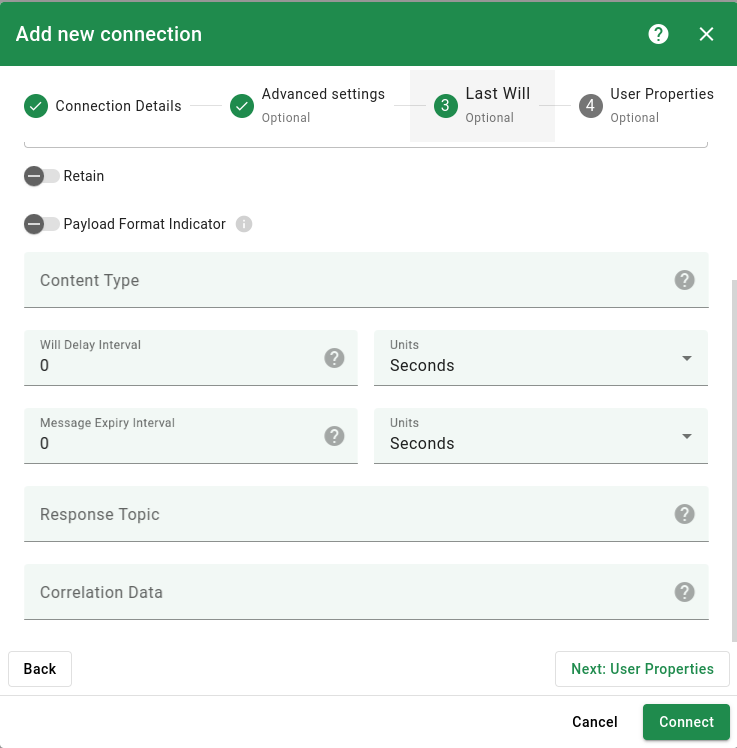 Add new connection
Connection Details
Advanced settings
Optional
3
Last Will
Optional
4
User Properties
Optional
Retain
Payload Format Indicator
Content Type
Will Delay Interval
0
Units
Seconds
Message Expiry Interval
0
Units
Seconds
Response Topic
Correlation Data
Back
Next: User Properties
Cancel
Connect